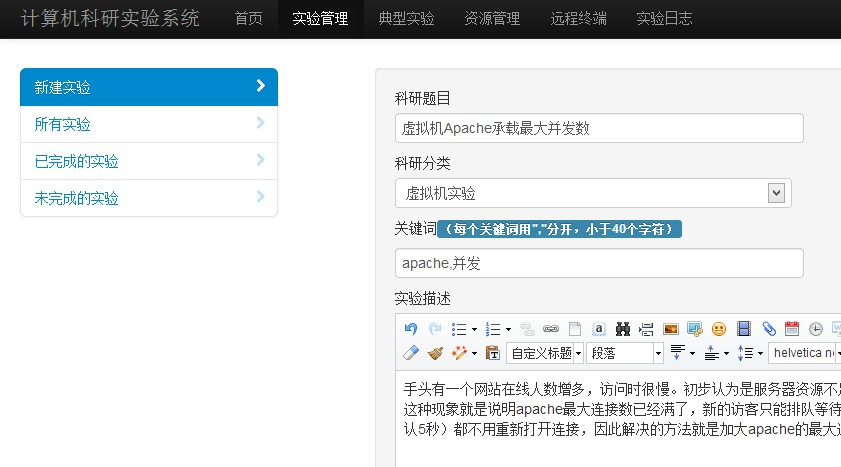 计算机科研实验系统 首页 实验管理 典型实验 资源管理 远程终端 实验日志
新建实验
所有实验
已完成的实验
未完成的实验
科研题目
虚拟机Apache承载最大并发数
科研分类
虚拟机实验
关键词（每个关键词用","分开，小于40个字符）
apache,并发
实验描述
自定义标题 段落 helvetica
手头有一个网站在线人数增多，访问时很慢。初步认为是服务器资源不
这种现象就是说明apache最大连接数已经满了，新的访客只能排队等待
认5秒）都不用重新打开连接，因此解决的方法就是加大apache的最大